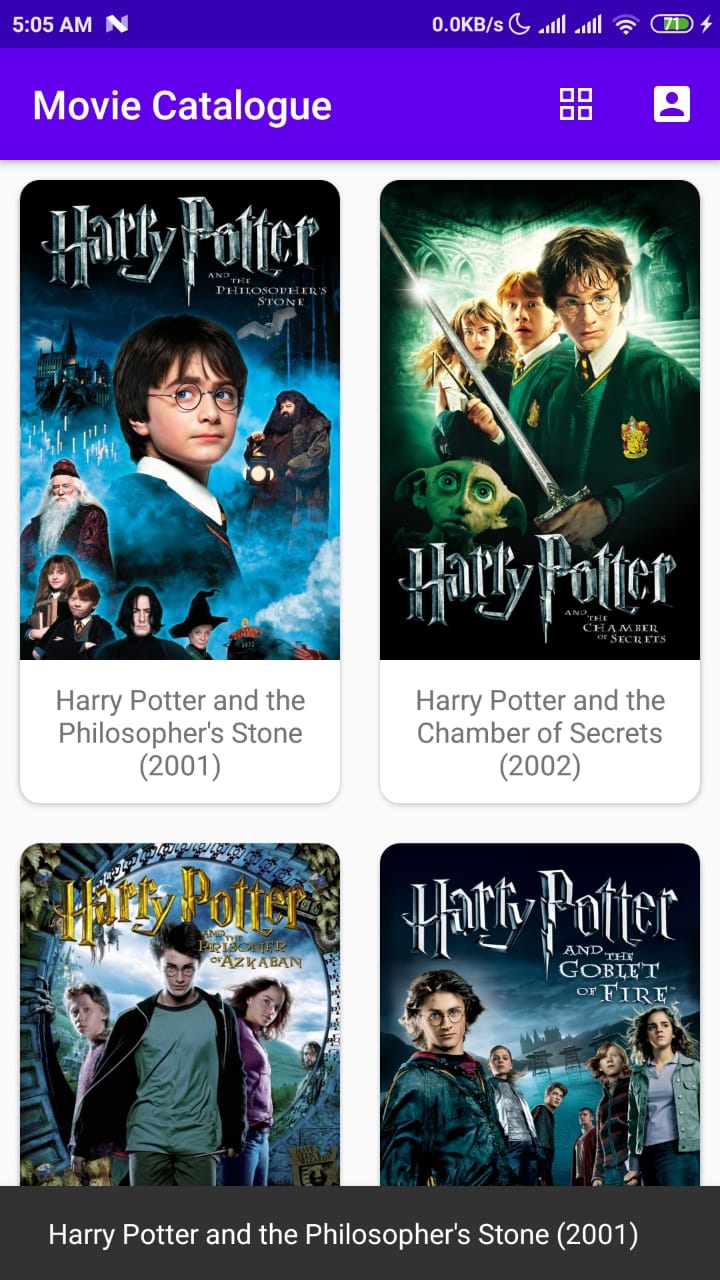 5:05 AM
0.0KB/s
71
Movie Catalogue
Harry Potter
AND THE
PHILOSOPHER'S
STONE
1972
Harry Potter and the
Philosopher's Stone
(2001)
Harry Potter
AND THE
CHAMBER
OF SECRETS
Harry Potter and the
Chamber of Secrets
(2002)
Harry Potter
AND THE
PRISONER
OF AZKABAN
Harry Potter
AND THE
GOBLET
OF FIRE™
Harry Potter and the Philosopher's Stone (2001)